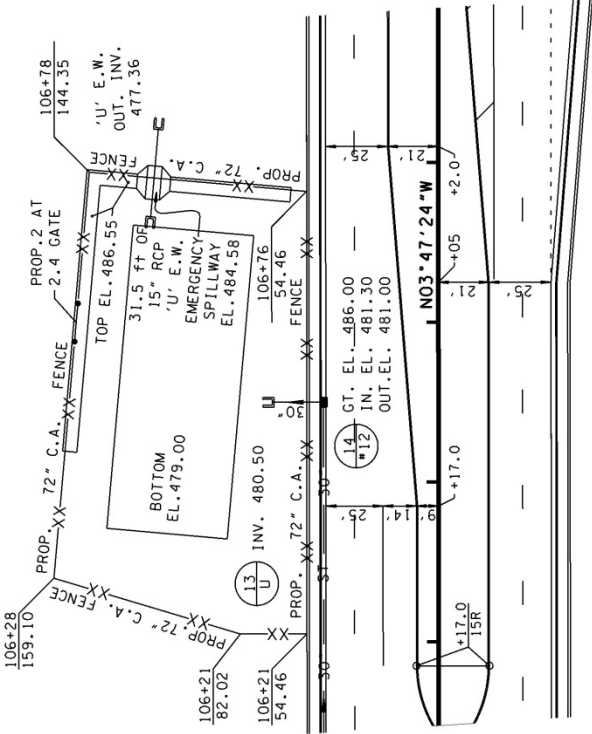 106+78
144.35
'U' E.W.
OUT. INV.
477.36
PROP. 72" C.A. FENCE
PROP.2 AT
2.4 GATE
TOP EL.486.55
31.5 ft OF
15" RCP
'U' E.W.
EMERGENCY
SPILLWAY
EL.484.58
106+76
54.46
PROP. 72" C.A. FENCE
BOTTOM
EL.479.00
106+28
159.10
PROP 72" C.A. FENCE
106+21
82.02
106+21
54.46
13
U
INV. 480.50
PROP. 72" C.A. FENCE
30"
14
#12
GT. EL. 486.00
IN. EL. 481.30
OUT.EL. 481.00
30"
ST
30"
25'
21'
25'
14'
9'
N03°47'24"W
+2.0
+05
+17.0
21'
25'
+17.0
15R